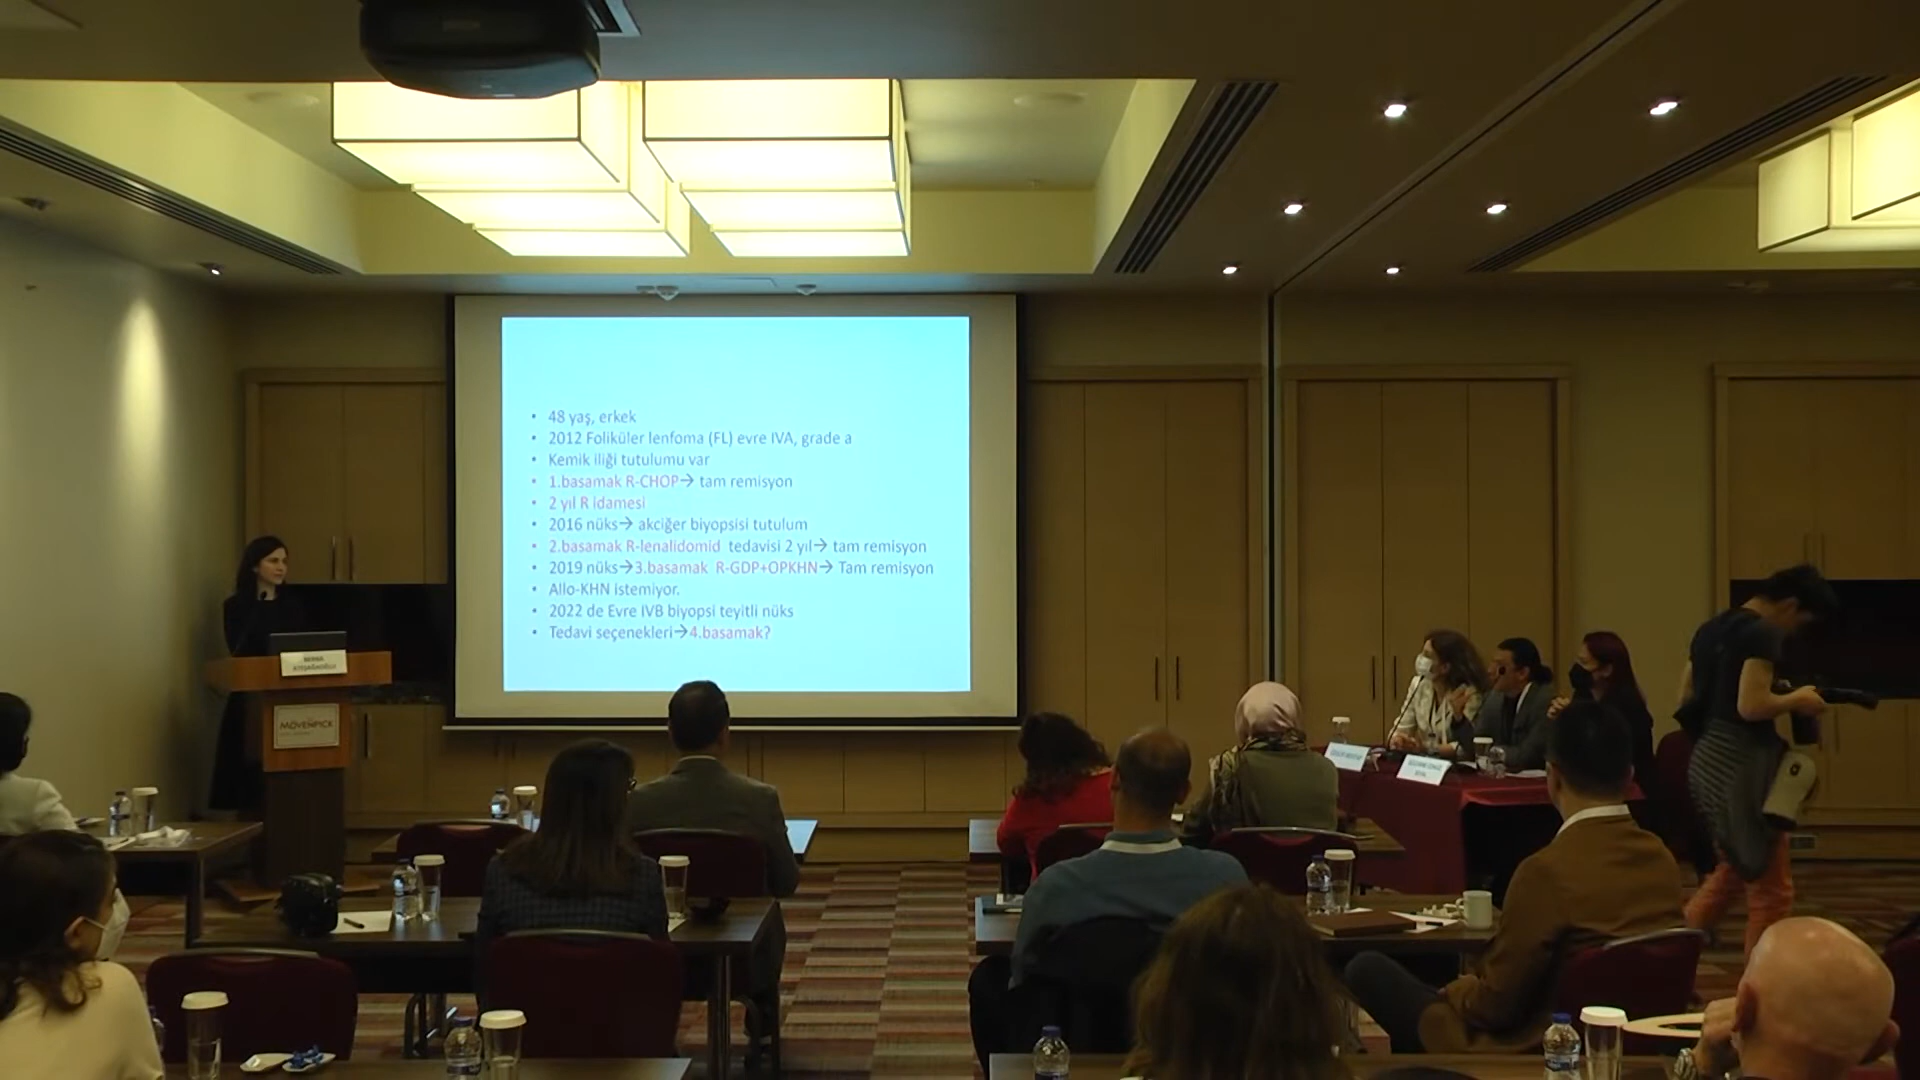 • 48 yaş, erkek
• 2012 Foliküler lenfoma (FL) evre IVA, grade a
• Kemik iliği tutulumu var
• 1.basamak R-CHOP→ tam remisyon
• 2 yıl R idamesi
• 2016 nüks→ akciğer biyopsisi tutulum
• 2.basamak R-lenalidomid tedavisi 2 yıl→ tam remisyon
• 2019 nüks→3.basamak R-GDP+OPKHN→ Tam remisyon
• Allo-KHN istemiyor.
• 2022 de Evre IVB biyopsi teyitli nüks
• Tedavi seçenekleri→4.basamak?
BERNA
MÖVENPICK